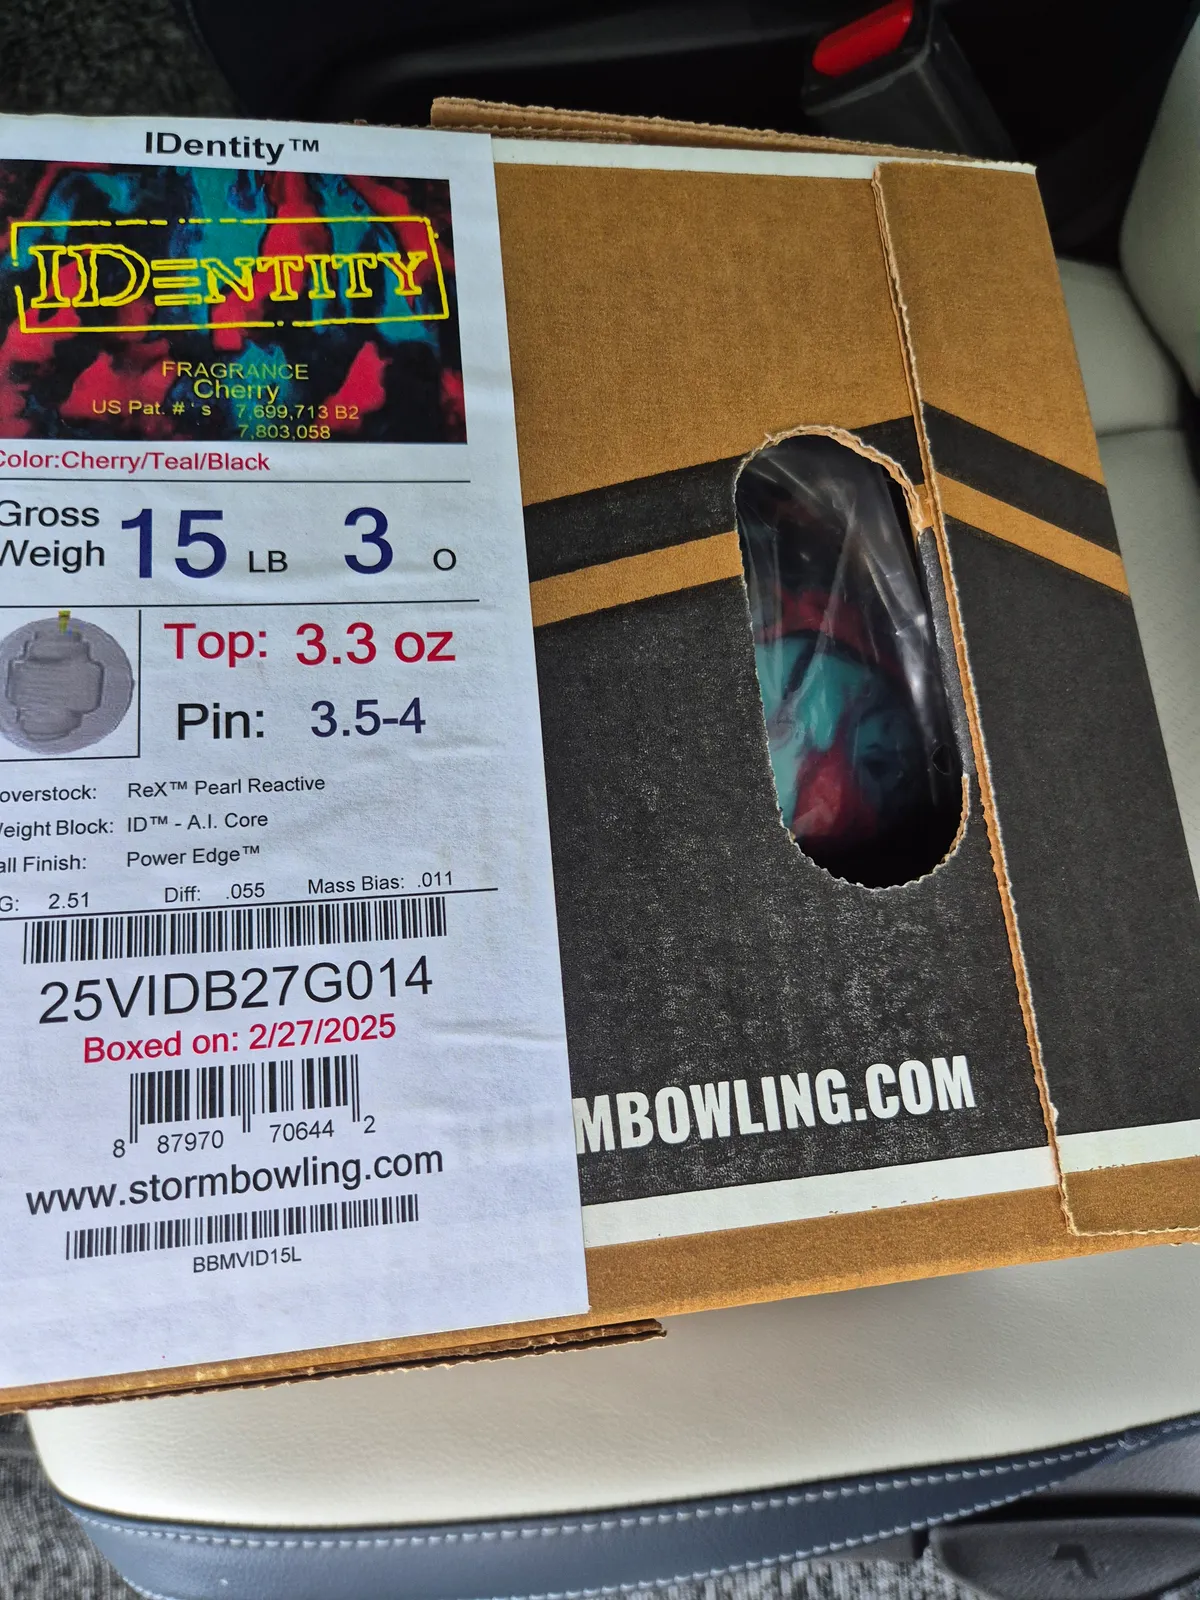 IDentity™
IDENTITY
FRAGRANCE
Cherry
US Pat. # ' s 7,699,713 B2
7,803,058
Color:Cherry/Teal/Black
Gross
Weigh 15 LB 3 O
Top: 3.3 oz
Pin: 3.5-4
overstock: ReX™ Pearl Reactive
Weight Block: ID™ - A.I. Core
all Finish: Power Edge™
G: 2.51 Diff: .055 Mass Bias: .011
25VIDB27G014
Boxed on: 2/27/2025
8 87970 70644 2
www.stormbowling.com
BBMVID15L
MBOWLING.COM